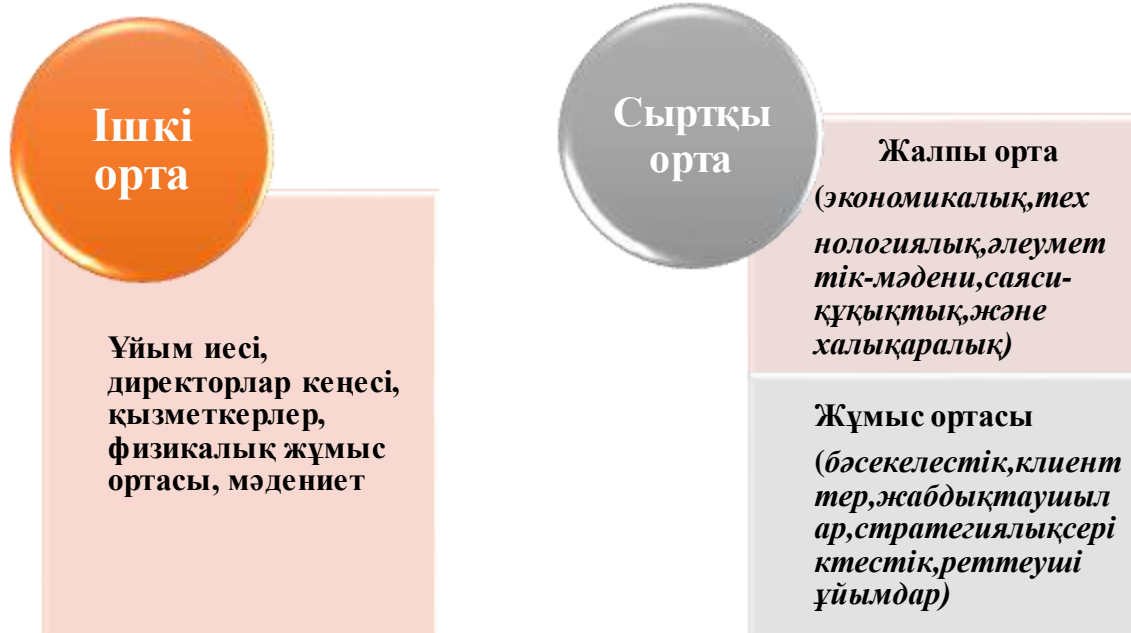 Ішкі
орта
Ұйым иесі,
директорлар кеңесі,
қызметкерлер,
физикалық жұмыс
ортасы, мәдениет
Сыртқы
орта
Жалпы орта
(экономикалық,тех
нологиялық,әлеумет
тік-мәдени,саяси-
құқықтық,және
халықаралық)
Жұмыс ортасы
(бәсекелестік,клиент
тер,жабдықтаушыл
ар,стратегиялықсері
ктестік,реттеуші
ұйымдар)